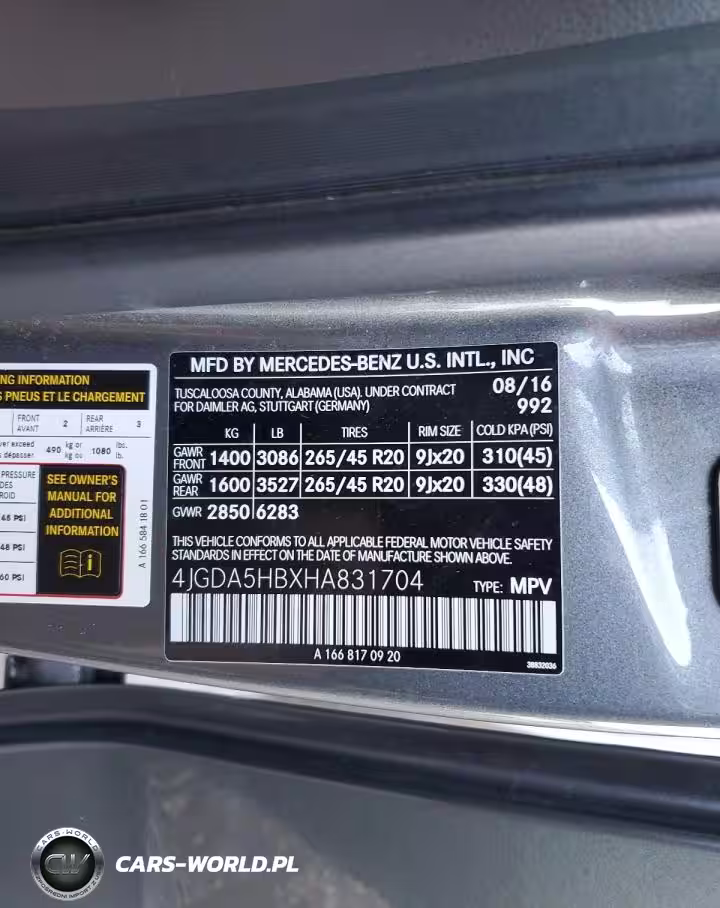 NG INFORMATION
S PNEUS ET LE CHARGEMENT
FRONT
AVANT 2 REAR
ARRIÈRE 3
ver exceed
s dépasser 490 kg or
kg ou 1080 lbs.
lb.
PRESSURE
DES
ROID
(45 PSI)
48 PSI
60 PSI
SEE OWNER'S
MANUAL FOR
ADDITIONAL
INFORMATION
A 166 584 18 01
MFD BY MERCEDES-BENZ U.S. INTL., INC
TUSCALOOSA COUNTY, ALABAMA (USA). UNDER CONTRACT
FOR DAIMLER AG, STUTTGART (GERMANY)
08/16
992
KG LB TIRES RIM SIZE COLD KPA (PSI)
GAWR
FRONT 1400 3086 265/45 R20 9Jx20 310(45)
GAWR
REAR 1600 3527 265/45 R20 9Jx20 330(48)
GVWR 2850 6283
THIS VEHICLE CONFORMS TO ALL APPLICABLE FEDERAL MOTOR VEHICLE SAFETY
STANDARDS IN EFFECT ON THE DATE OF MANUFACTURE SHOWN ABOVE.
4JGDA5HBXHA831704 TYPE: MPV
A 166 817 09 20
38832036
CARS-WORLD
CW
CARS-WORLD.PL